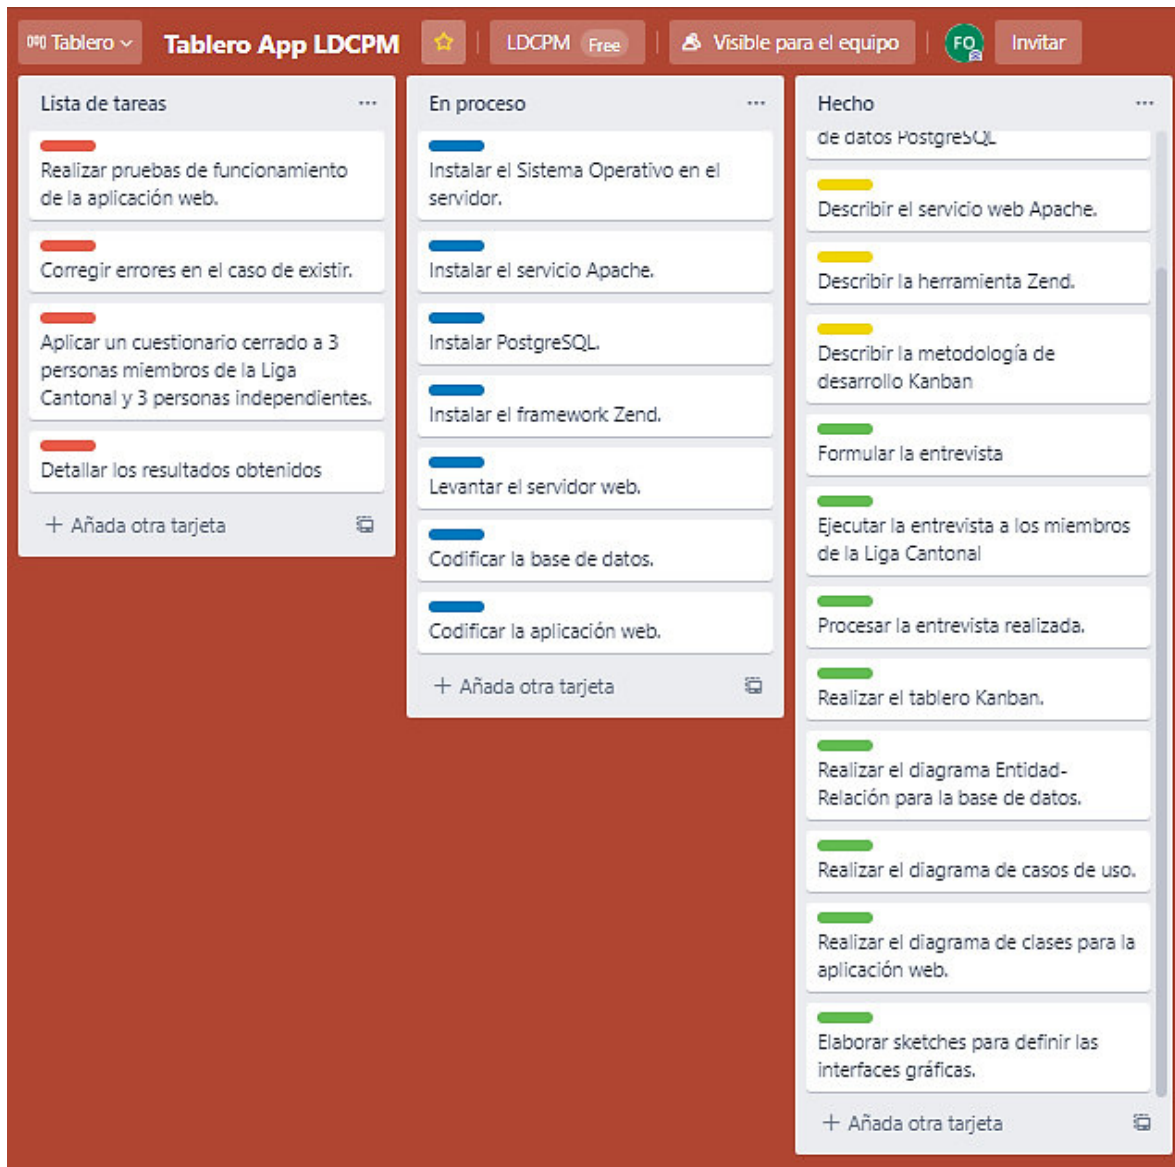 Tablero
Tablero App LDCPM
LDCPM Free
Visible para el equipo
FQ
Invitar
Lista de tareas
Realizar pruebas de funcionamiento
de la aplicación web.
Corregir errores en el caso de existir.
Aplicar un cuestionario cerrado a 3
personas miembros de la Liga
Cantonal y 3 personas independientes.
Detallar los resultados obtenidos
+ Añada otra tarjeta
En proceso
Instalar el Sistema Operativo en el
servidor.
Instalar el servicio Apache.
Instalar PostgreSQL.
Instalar el framework Zend.
Levantar el servidor web.
Codificar la base de datos.
Codificar la aplicación web.
+ Añada otra tarjeta
Hecho
de datos PostgreSQL
Describir el servicio web Apache.
Describir la herramienta Zend.
Describir la metodología de
desarrollo Kanban
Formular la entrevista
Ejecutar la entrevista a los miembros
de la Liga Cantonal
Procesar la entrevista realizada.
Realizar el tablero Kanban.
Realizar el diagrama Entidad-
Relación para la base de datos.
Realizar el diagrama de casos de uso.
Realizar el diagrama de clases para la
aplicación web.
Elaborar sketches para definir las
interfaces gráficas.
+ Añada otra tarjeta